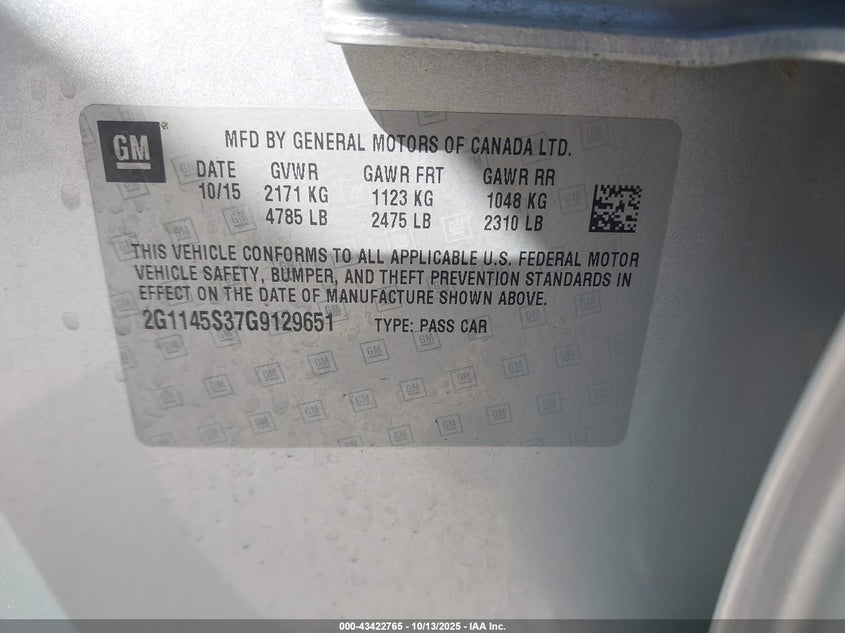 GM
MFD BY GENERAL MOTORS OF CANADA LTD.
DATE GVWR GAWR FRT GAWR RR
10/15 2171 KG 1123 KG 1048 KG
4785 LB 2475 LB 2310 LB
THIS VEHICLE CONFORMS TO ALL APPLICABLE U.S. FEDERAL MOTOR
VEHICLE SAFETY, BUMPER, AND THEFT PREVENTION STANDARDS IN
EFFECT ON THE DATE OF MANUFACTURE SHOWN ABOVE.
2G1145S37G9129651 TYPE: PASS CAR
000-43422765 - 10/13/2025 - IAA Inc.